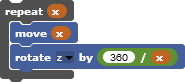 repeat x
move x
rotate z by 360 / x